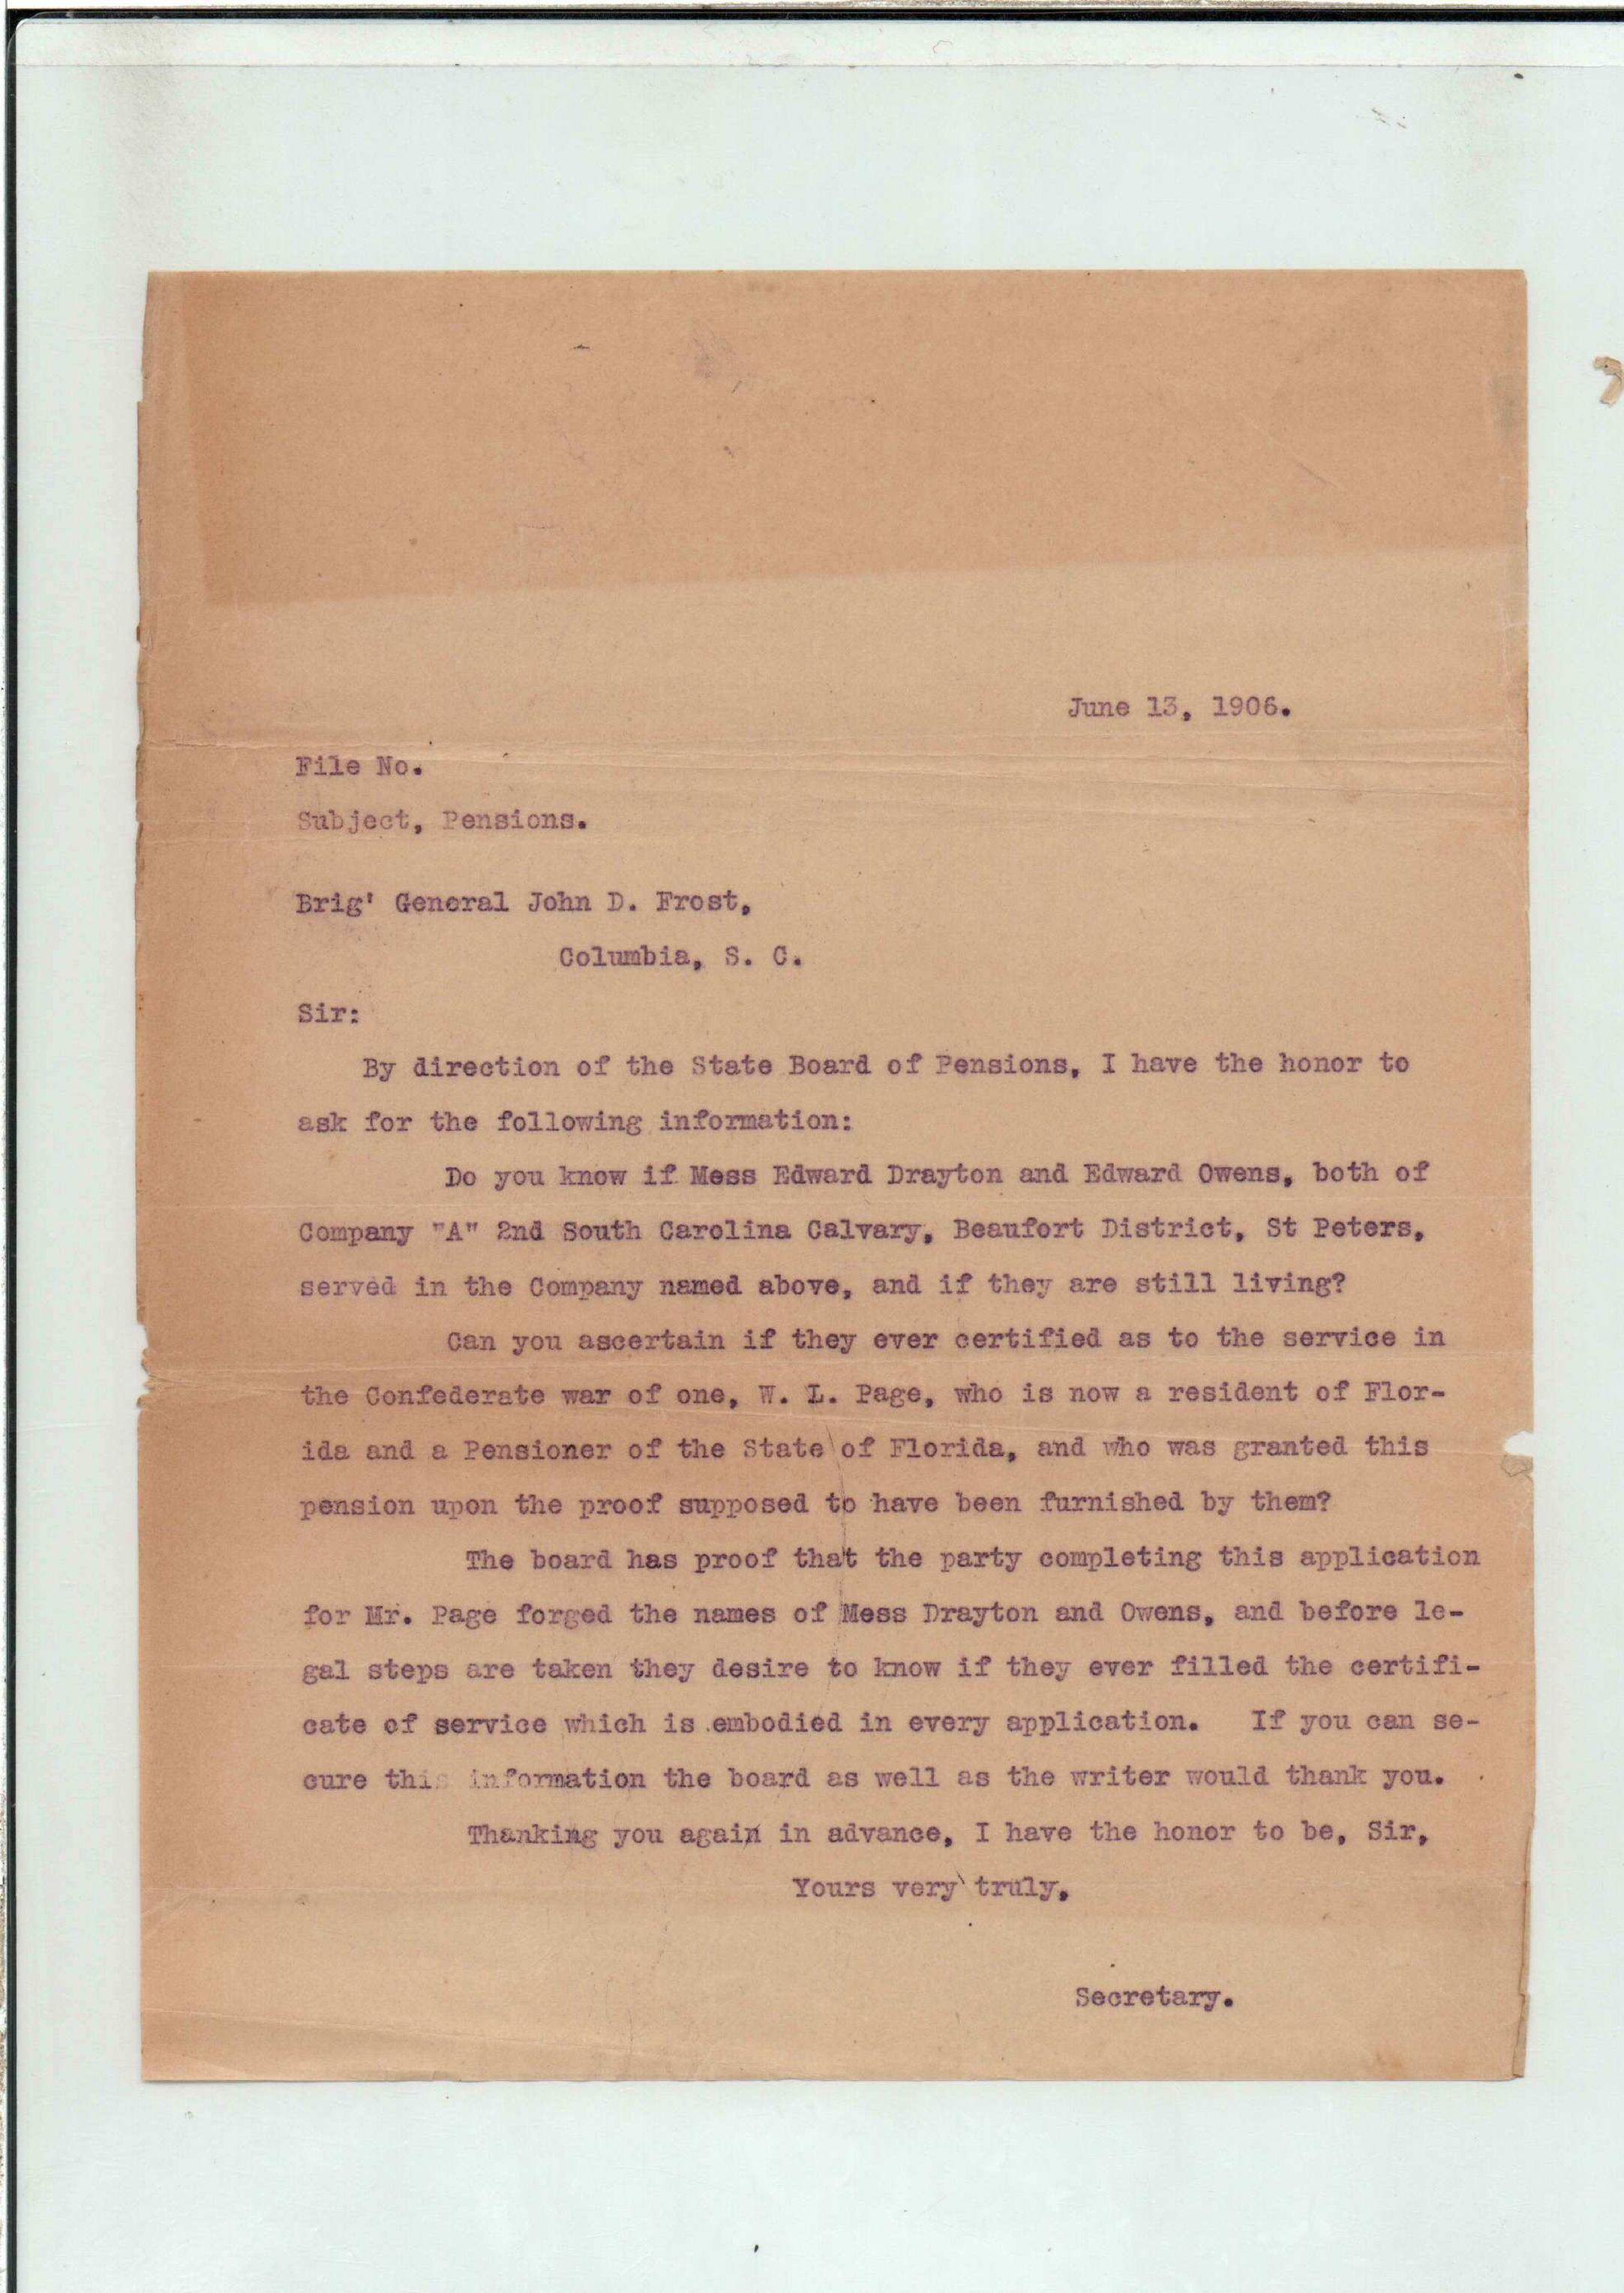 June 13, 1906.
File No.
Subject, Pensions.
Brig' General John D. Frost,
Columbia, S. C.
Sir:
By direction of the State Board of Pensions, I have the honor to
ask for the following information:
Do you know if Mess Edward Drayton and Edward Owens, both of
Company "A" 2nd South Carolina Calvary, Beaufort District, St Peters,
served in the Company named above, and if they are still living?
Can you ascertain if they ever certified as to the service in
the Confederate war of one, W. L. Page, who is now a resident of Flor-
ida and a Pensioner of the State of Florida, and who was granted this
pension upon the proof supposed to have been furnished by them?
The board has proof that the party completing this application
for Mr. Page forged the names of Mess Drayton and Owens, and before le-
gal steps are taken they desire to know if they ever filled the certifi-
cate of service which is embodied in every application. If you can se-
cure this information the board as well as the writer would thank you.
Thanking you again in advance, I have the honor to be, Sir,
Yours very truly,
Secretary.